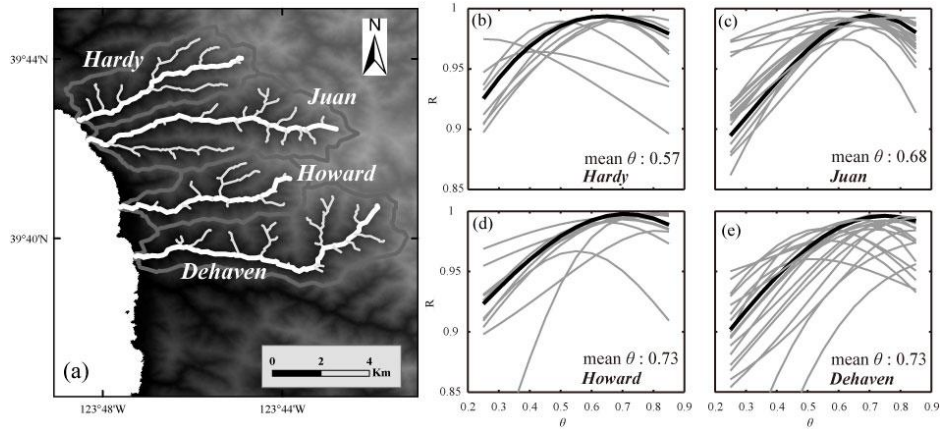 N
39°44'N
Hardy
Juan
Howard
39°40'N
Dehaven
(a)
0 2 4
Km
123°48'W 123°44'W
(b)
1
0.95
R
0.9
0.85
mean θ : 0.57
Hardy
(c)
mean θ : 0.68
Juan
(d)
1
0.95
R
0.9
0.85
mean θ : 0.73
Howard
0.2 0.3 0.4 0.5 0.6 0.7 0.8 0.9
θ
(e)
mean θ : 0.73
Dehaven
0.2 0.3 0.4 0.5 0.6 0.7 0.8 0.9
θ